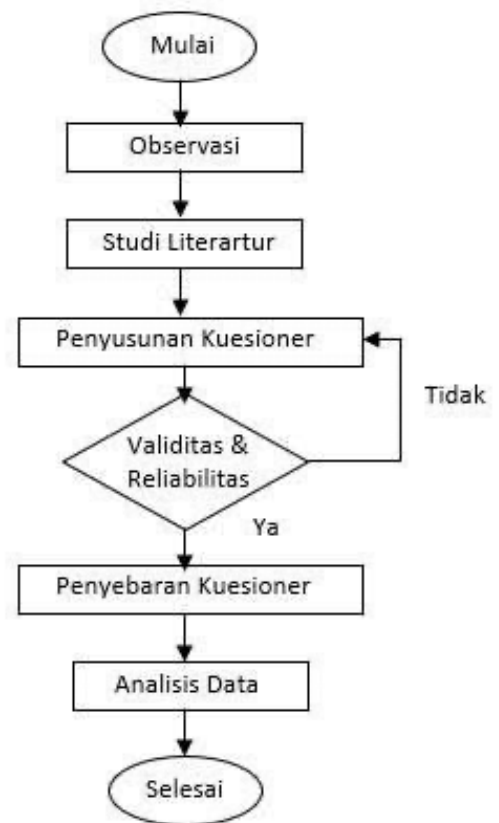 Mulai
Observasi
Studi Literartur
Penyusunan Kuesioner
Tidak
Validitas &
Reliabilitas
Ya
Penyebaran Kuesioner
Analisis Data
Selesai